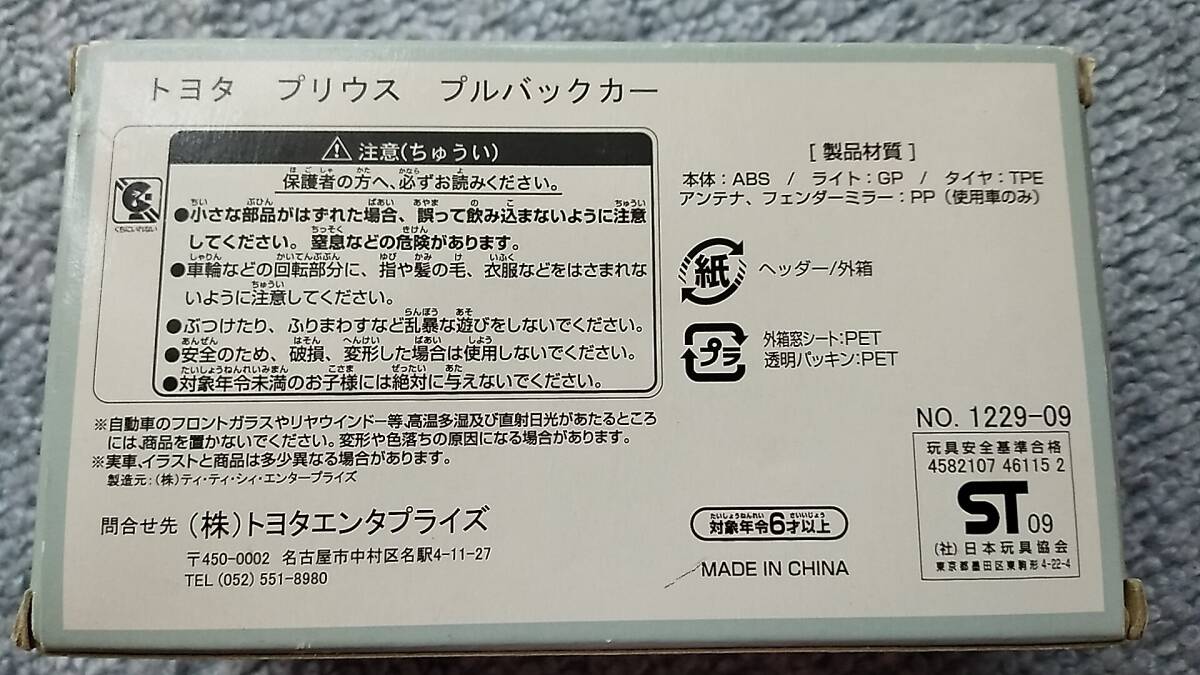 トヨタ　プリウス　プルバックカー
注意(ちゅうい)
保護者の方へ、必ずお読みください。
●小さな部品がはずれた場合、誤って飲み込まないように注意
してください。窒息などの危険があります。
●車輪などの回転部分に、指や髪の毛、衣服などをはさまれな
いように注意してください。
●ぶつけたり、ふりまわすなど乱暴な遊びをしないでください。
●安全のため、破損、変形した場合は使用しないでください。
●対象年令未満のお子様には絶対に与えないでください。
くちにいれない
※自動車のフロントガラスやリヤウインドー等、高温多湿及び直射日光があたるところ
には、商品を置かないでください。変形や色落ちの原因になる場合があります。
※実車、イラストと商品は多少異なる場合があります。
製造元:(株)ティ・ティ・シィ・エンタープライズ
問合せ先 (株)トヨタエンタプライズ
〒450-0002 名古屋市中村区名駅4-11-27
TEL (052) 551-8980
[ 製品材質 ]
本体:ABS / ライト:GP / タイヤ:TPE
アンテナ、フェンダーミラー:PP (使用車のみ)
紙 ヘッダー/外箱
プラ 外箱窓シート:PET
透明パッキン:PET
NO. 1229-09
玩具安全基準合格
4582107 46115 2
ST 09
(社)日本玩具協会
東京都墨田区東駒形4-22-4
対象年令6才以上
MADE IN CHINA